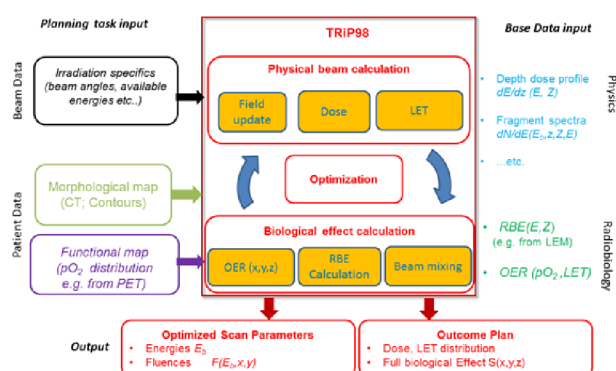 Planning task input
TRiP98
Base Data input
Beam Data
Irradiation specifics
(beam angles, available
energies etc..)
Physical beam calculation
Field
update
Dose
LET
• Depth dose profile
dE/dz (E, Z)
• Fragment spectra
dN/dE(Eb,z,Z,E)
• ...etc.
Physics
Optimization
Patient Data
Morphological map
(CT; Contours)
Functional map
(pO2 distribution
e.g. from PET)
Biological effect calculation
OER (x,y,z)
RBE
Calculation
Beam mixing
• RBE(E,Z)
(e.g. from LEM)
• OER (pO2,LET)
Radiobiology
Output
Optimized Scan Parameters
• Energies Eb
• Fluences F(Eb,x,y)
Outcome Plan
• Dose, LET distribution
• Full biological Effect S(x,y,z)